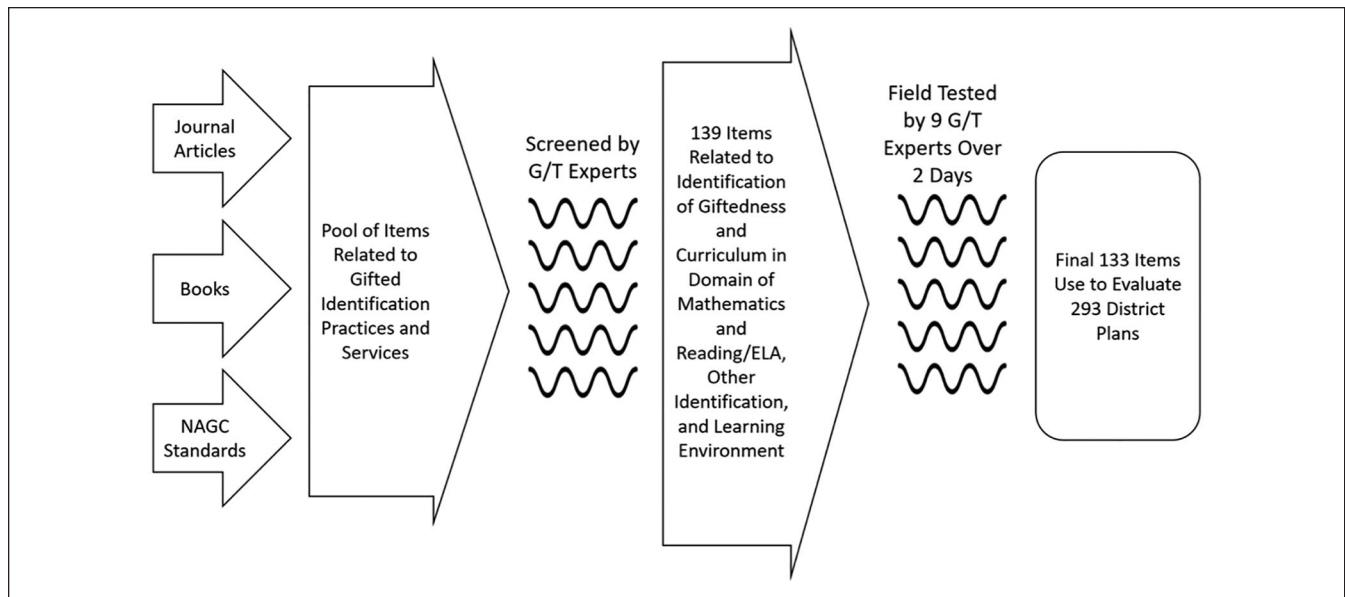 Journal
Articles
Books
NAGC
Standards
Pool of Items
Related to
Gifted
Identification
Practices and
Services
Screened by
G/T Experts
139 Items
Related to
Identification
of Giftedness
and
Curriculum in
Domain of
Mathematics
and
Reading/ELA,
Other
Identification,
and Learning
Environment
Field Tested
by 9 G/T
Experts Over
2 Days
Final 133 Items
Use to Evaluate
293 District
Plans